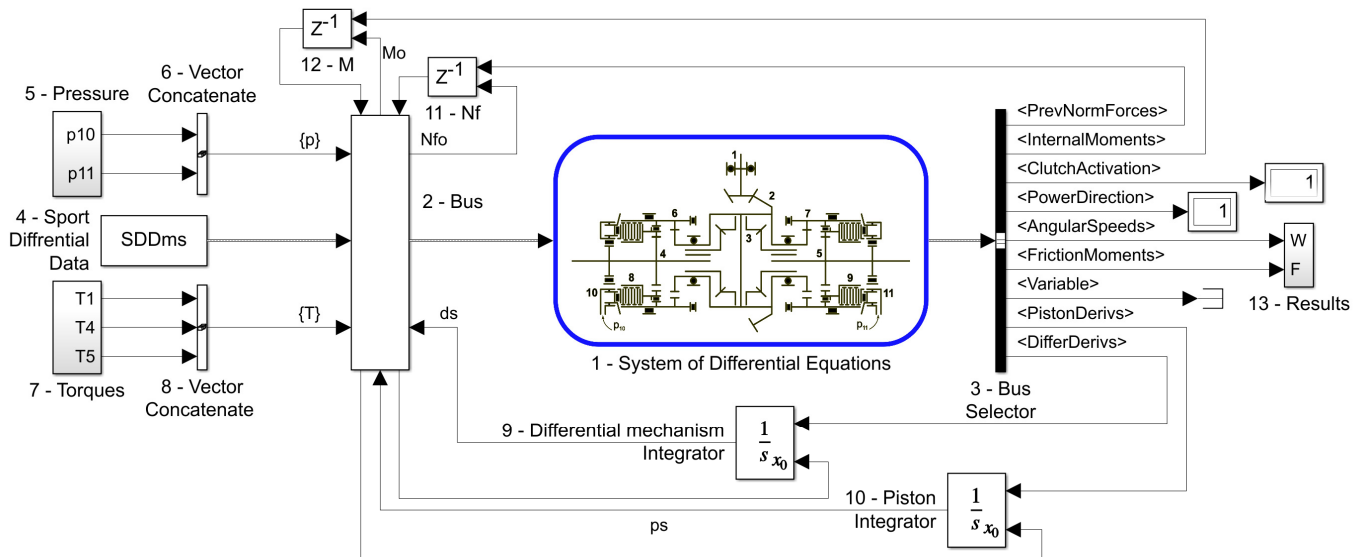 Z-1
12 - M
Mo
Z-1
11 - Nf
Nfo
6 - Vector
Concatenate
5 - Pressure
p10
p11
{p}
4 - Sport
Diffrential
Data
SDDms
2 - Bus
T1
T4
T5
{T}
7 - Torques
8 - Vector
Concatenate
ds
1
2
3
4
5
6
7
8
9
10
11
p10
p11
1 - System of Differential Equations
<PrevNormForces>
<InternalMoments>
<ClutchActivation>
1
<PowerDirection>
1
<AngularSpeeds>
W
<FrictionMoments>
F
<Variable>
13 - Results
<PistonDerivs>
<DifferDerivs>
3 - Bus
Selector
9 - Differential mechanism
Integrator
1
s x0
10 - Piston
Integrator
1
s x0
ps